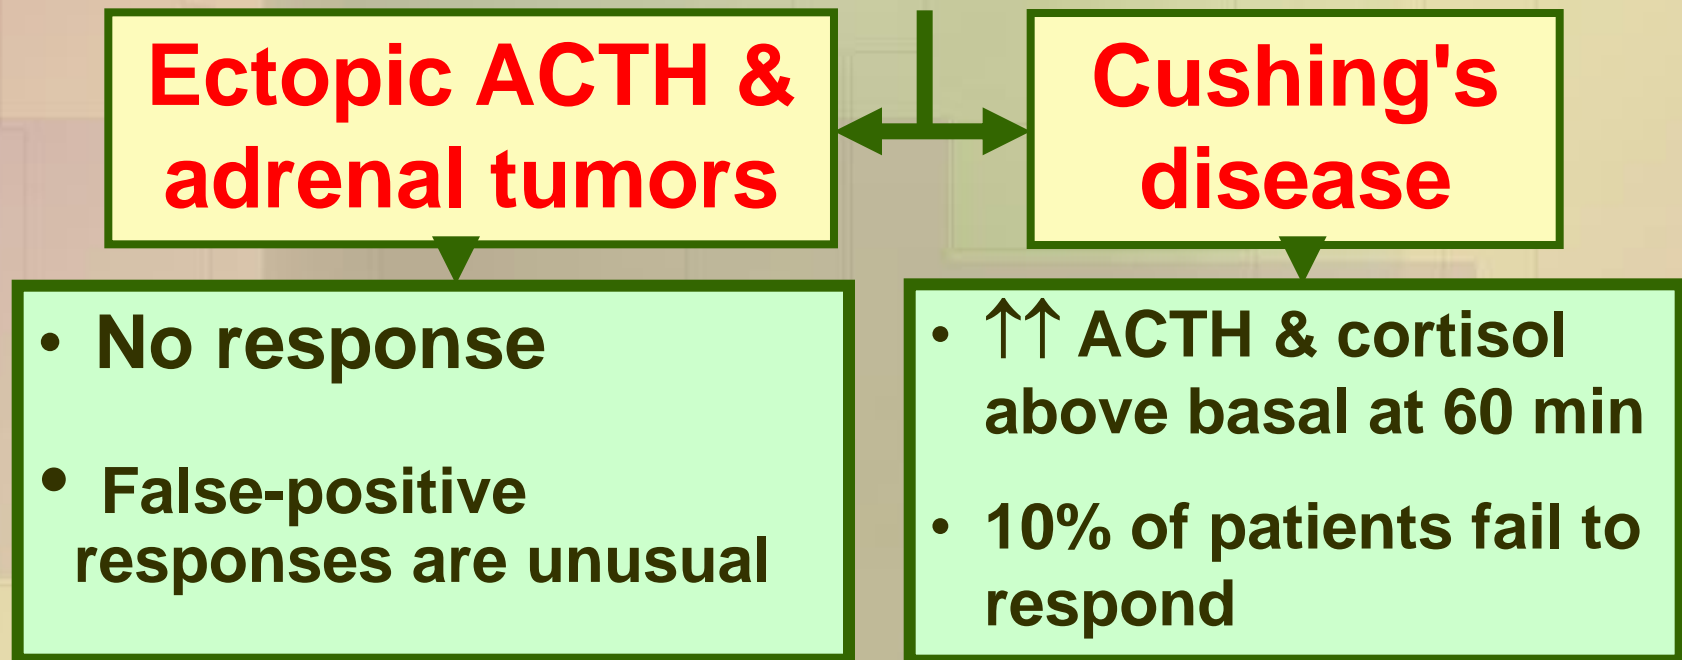 Ectopic ACTH &
adrenal tumors
Cushing's
disease
• No response
• False-positive
responses are unusual
• ↑↑ ACTH & cortisol
above basal at 60 min
• 10% of patients fail to
respond